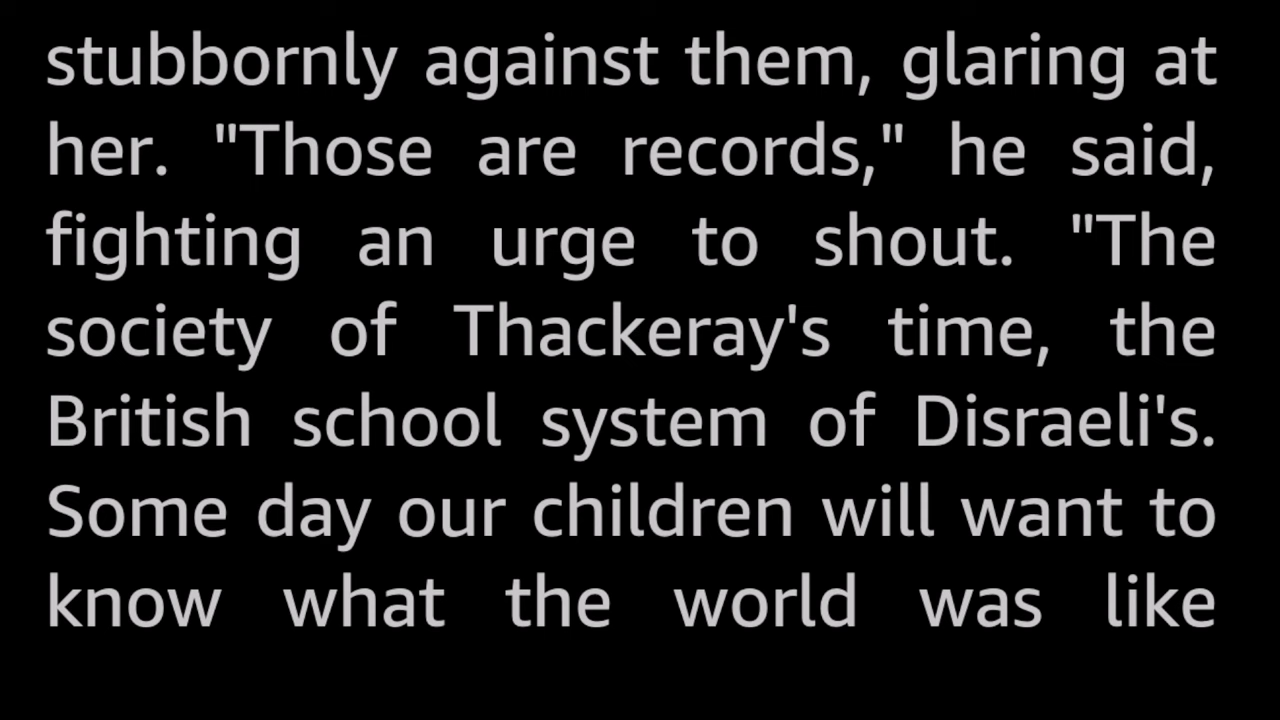 stubbornly against them, glaring at
her. "Those are records," he said,
fighting an urge to shout. "The
society of Thackeray's time, the
British school system of Disraeli's.
Some day our children will want to
know what the world was like